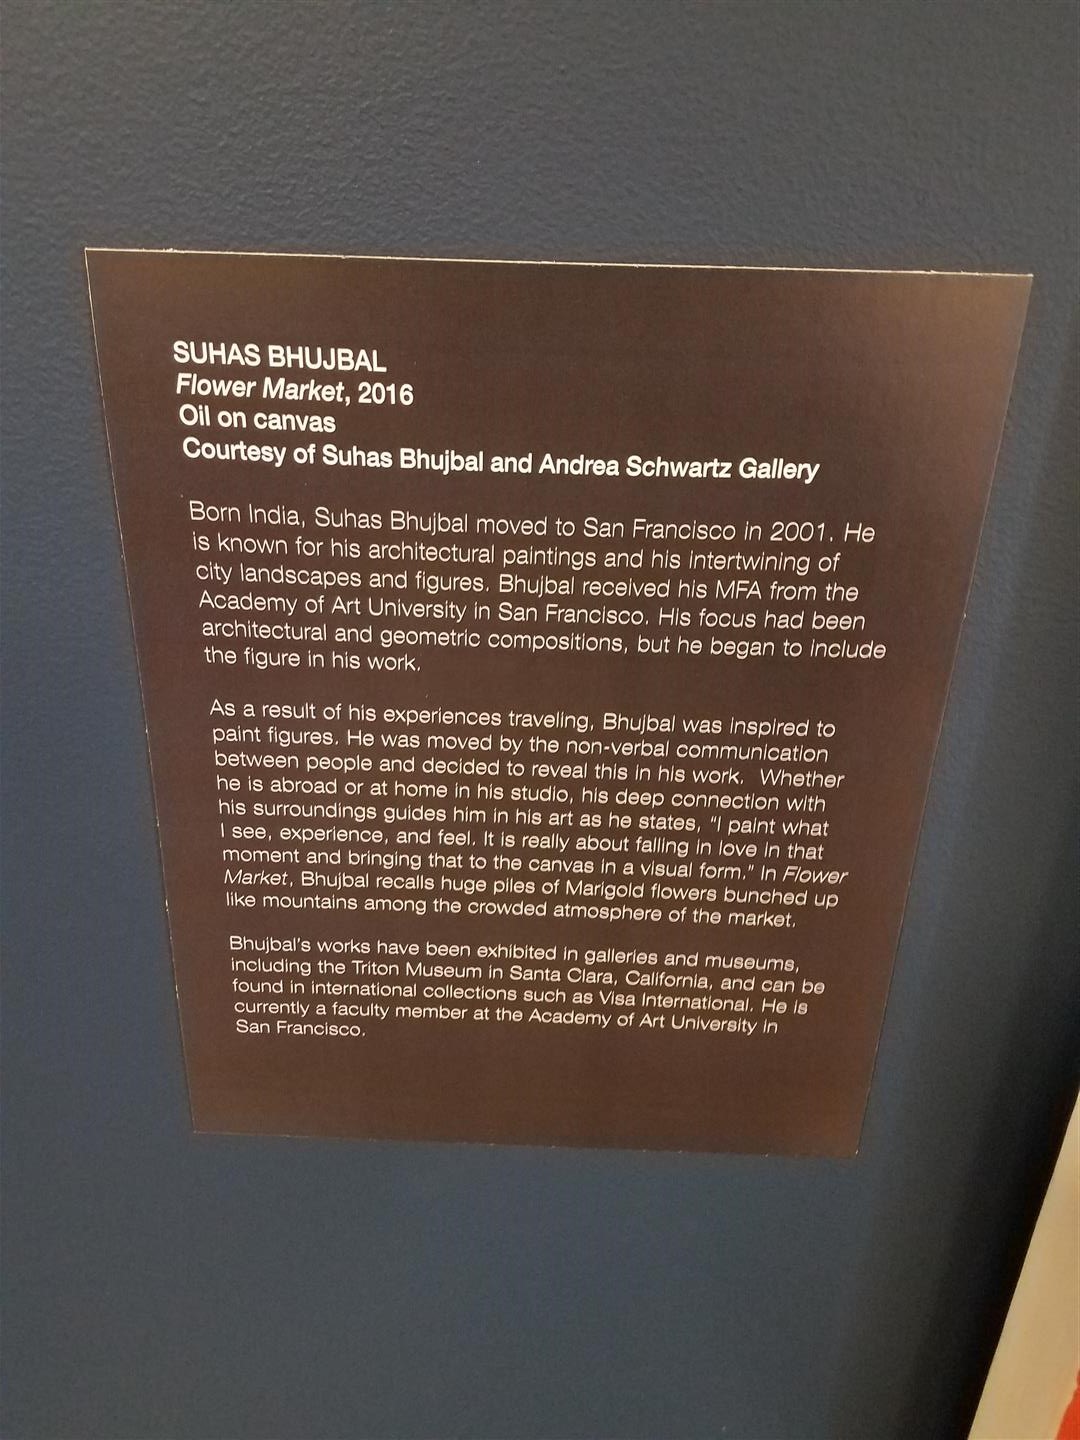 SUHAS BHUJBAL
Flower Market, 2016
Oil on canvas
Courtesy of Suhas Bhujbal and Andrea Schwartz Gallery
Born India, Suhas Bhujbal moved to San Francisco in 2001. He
is known for his architectural paintings and his intertwining of
city landscapes and figures. Bhujbal received his MFA from the
Academy of Art University in San Francisco. His focus had been
architectural and geometric compositions, but he began to include
the figure in his work.
As a result of his experiences traveling, Bhujbal was inspired to
paint figures. He was moved by the non-verbal communication
between people and decided to reveal this in his work. Whether
he is abroad or at home in his studio, his deep connection with
his surroundings guides him in his art as he states, "I paint what
I see, experience, and feel. It is really about falling in love in that
moment and bringing that to the canvas in a visual form." In Flower
Market, Bhujbal recalls huge piles of Marigold flowers bunched up
like mountains among the crowded atmosphere of the market.
Bhujbal's works have been exhibited in galleries and museums,
including the Triton Museum in Santa Clara, California, and can be
found in international collections such as Visa International. He is
currently a faculty member at the Academy of Art University in
San Francisco.